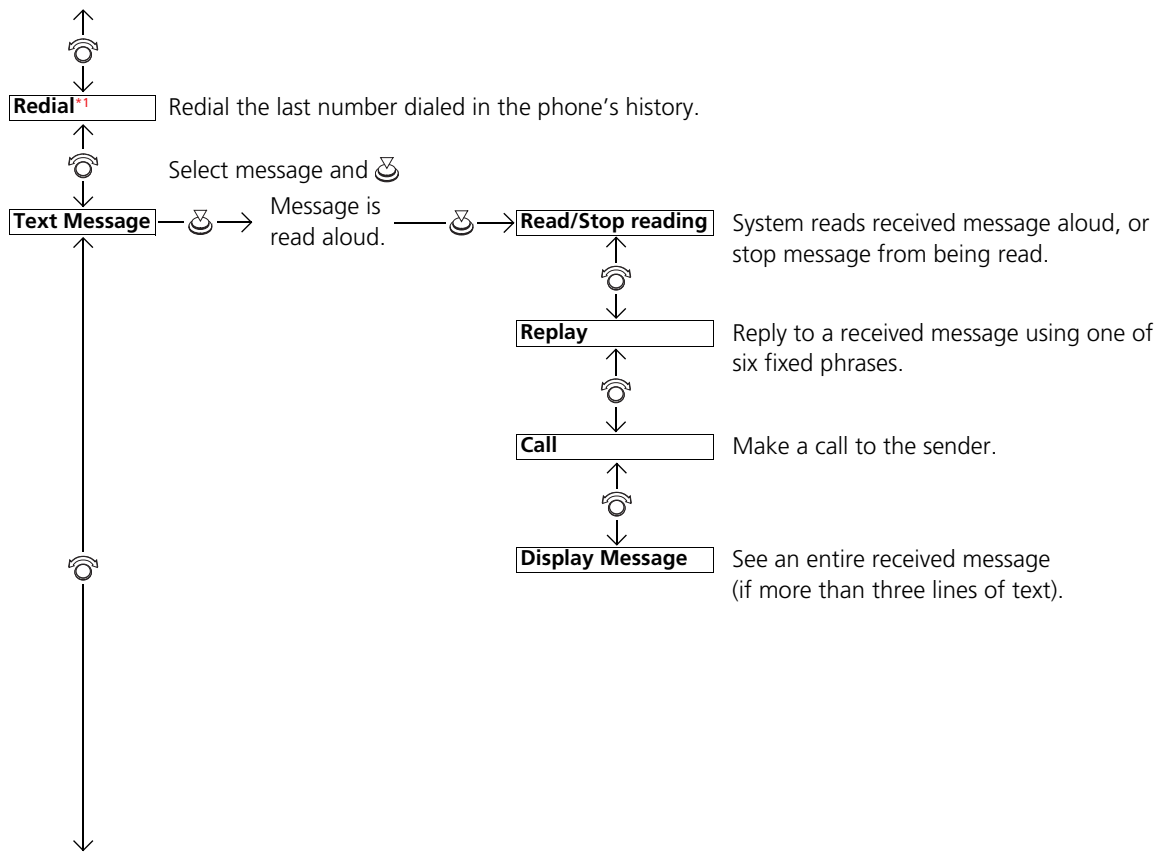 Redial*1 Redial the last number dialed in the phone's history.
Select message and
Text Message
Message is
read aloud.
Read/Stop reading
System reads received message aloud, or
stop message from being read.
Replay
Reply to a received message using one of
six fixed phrases.
Call
Make a call to the sender.
Display Message
See an entire received message
(if more than three lines of text).